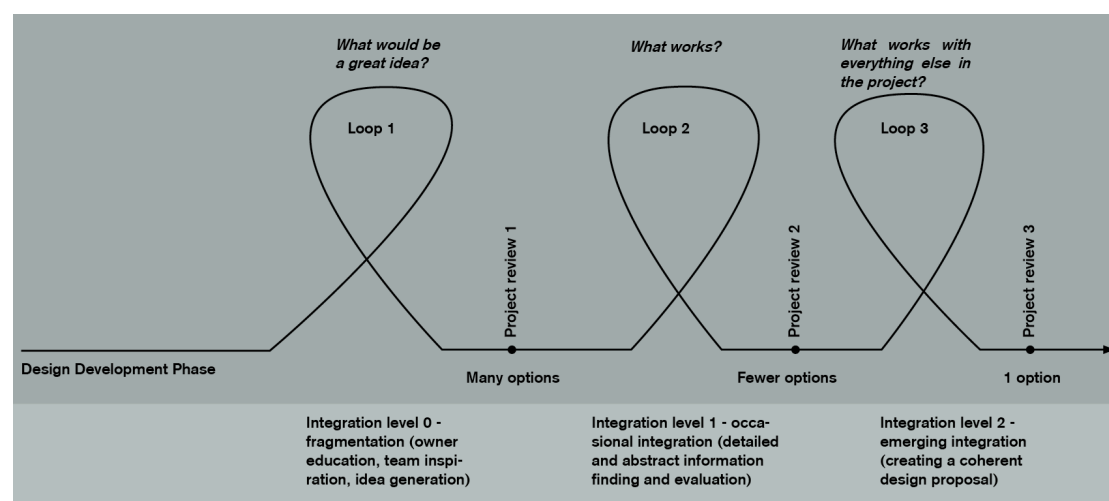 What would be
a great idea?
What works?
What works with
everything else in
the project?
Loop 1
Loop 2
Loop 3
Project review 1
Project review 2
Project review 3
Design Development Phase
Many options
Fewer options
1 option
Integration level 0 -
fragmentation (owner
education, team inspi-
ration, idea generation)
Integration level 1 - occa-
sional integration (detailed
and abstract information
finding and evaluation)
Integration level 2 -
emerging integration
(creating a coherent
design proposal)